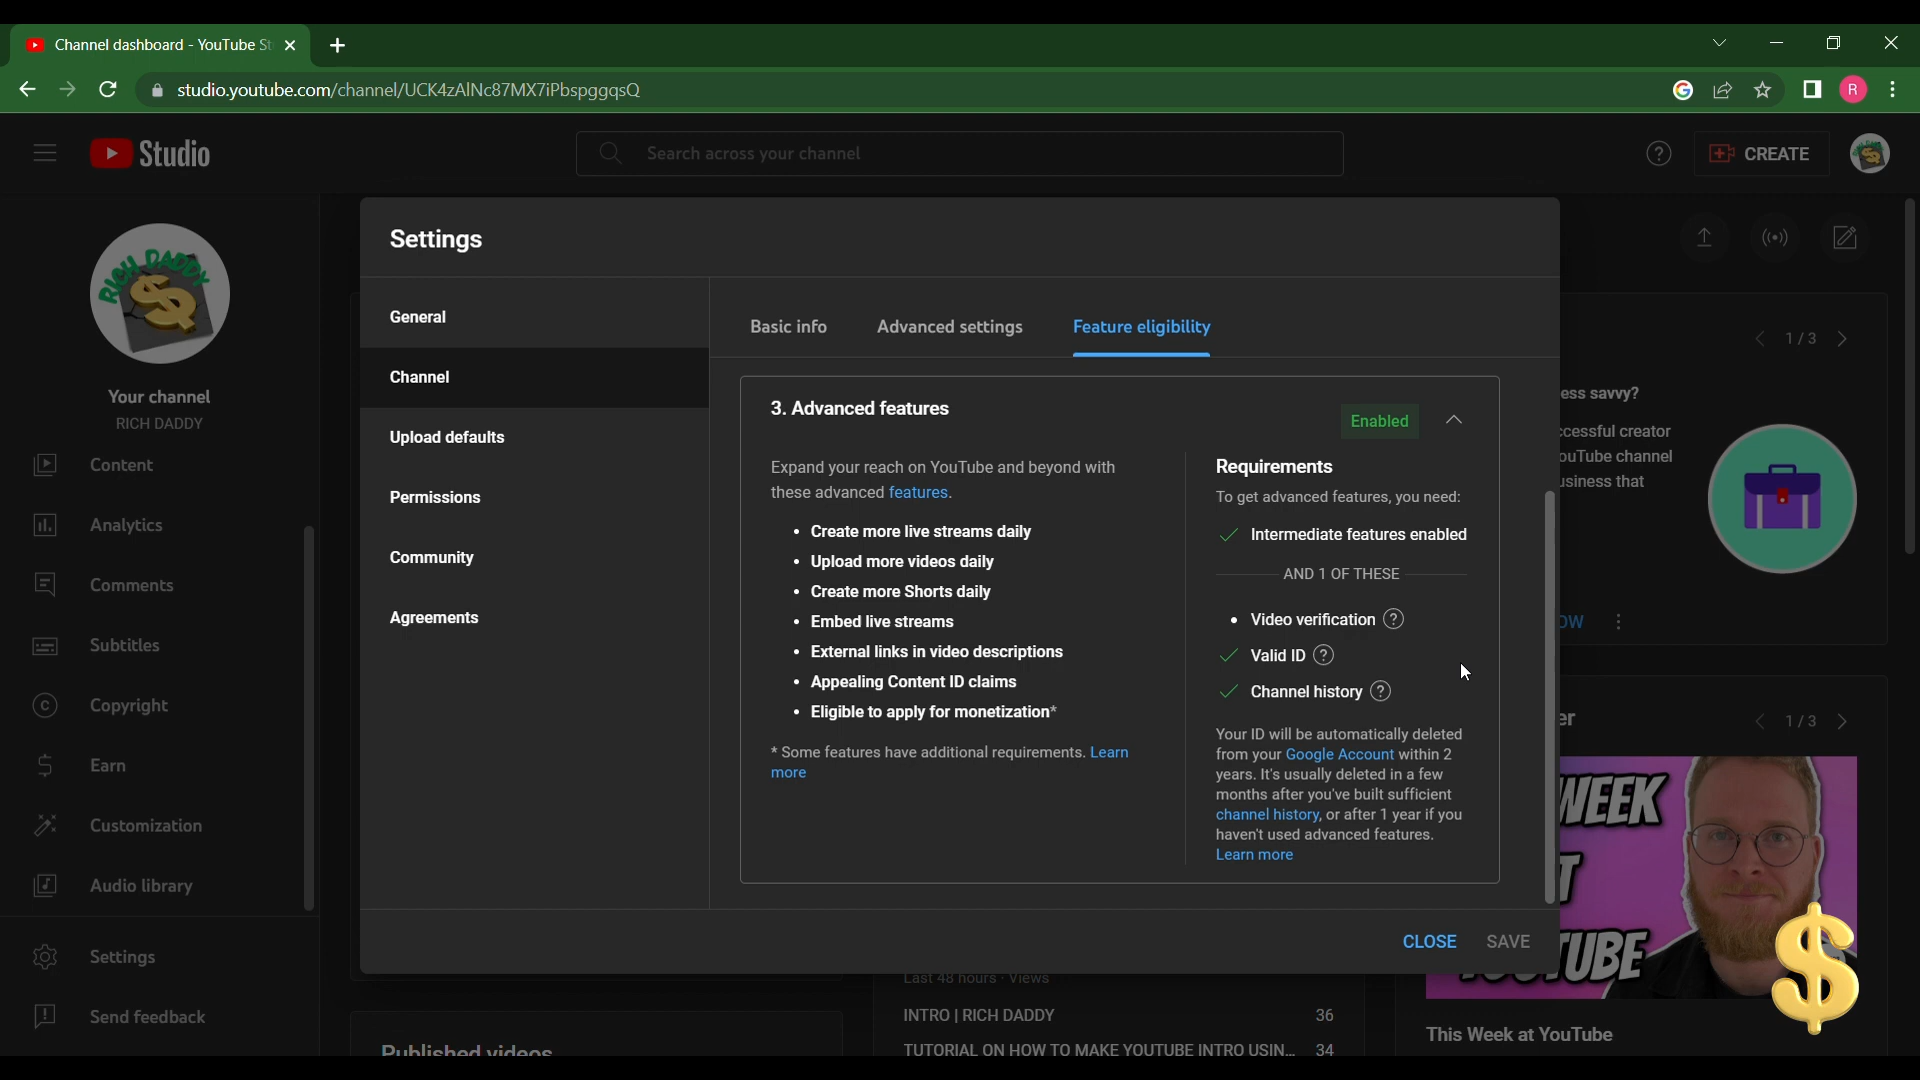 Channel dashboard - YouTube St
studio.youtube.com/channel/UCK4zAlNc87MX7iPbspggqsQ
R
Studio
Search across your channel
CREATE
RICH DADDY
Your channel
RICH DADDY
Content
Analytics
Comments
Subtitles
Copyright
Earn
Customization
Audio library
Settings
Send feedback
Settings
General
Channel
Upload defaults
Permissions
Community
Agreements
Basic info
Advanced settings
Feature eligibility
3. Advanced features
Enabled
Expand your reach on YouTube and beyond with
these advanced features.
• Create more live streams daily
• Upload more videos daily
• Create more Shorts daily
• Embed live streams
• External links in video descriptions
• Appealing Content ID claims
• Eligible to apply for monetization*
* Some features have additional requirements. Learn
more
Requirements
To get advanced features, you need:
Intermediate features enabled
AND 1 OF THESE
• Video verification
Valid ID
Channel history
Your ID will be automatically deleted
from your Google Account within 2
years. It's usually deleted in a few
months after you've built sufficient
channel history, or after 1 year if you
haven't used advanced features.
Learn more
CLOSE
SAVE
1 / 3
ess savvy?
ccessful creator
ouTube channel
usiness that
OW
er
1 / 3
WEEK
T
UBE
This Week at YouTube
Last 48 hours · Views
INTRO | RICH DADDY 36
TUTORIAL ON HOW TO MAKE YOUTUBE INTRO USIN... 34
Published videos